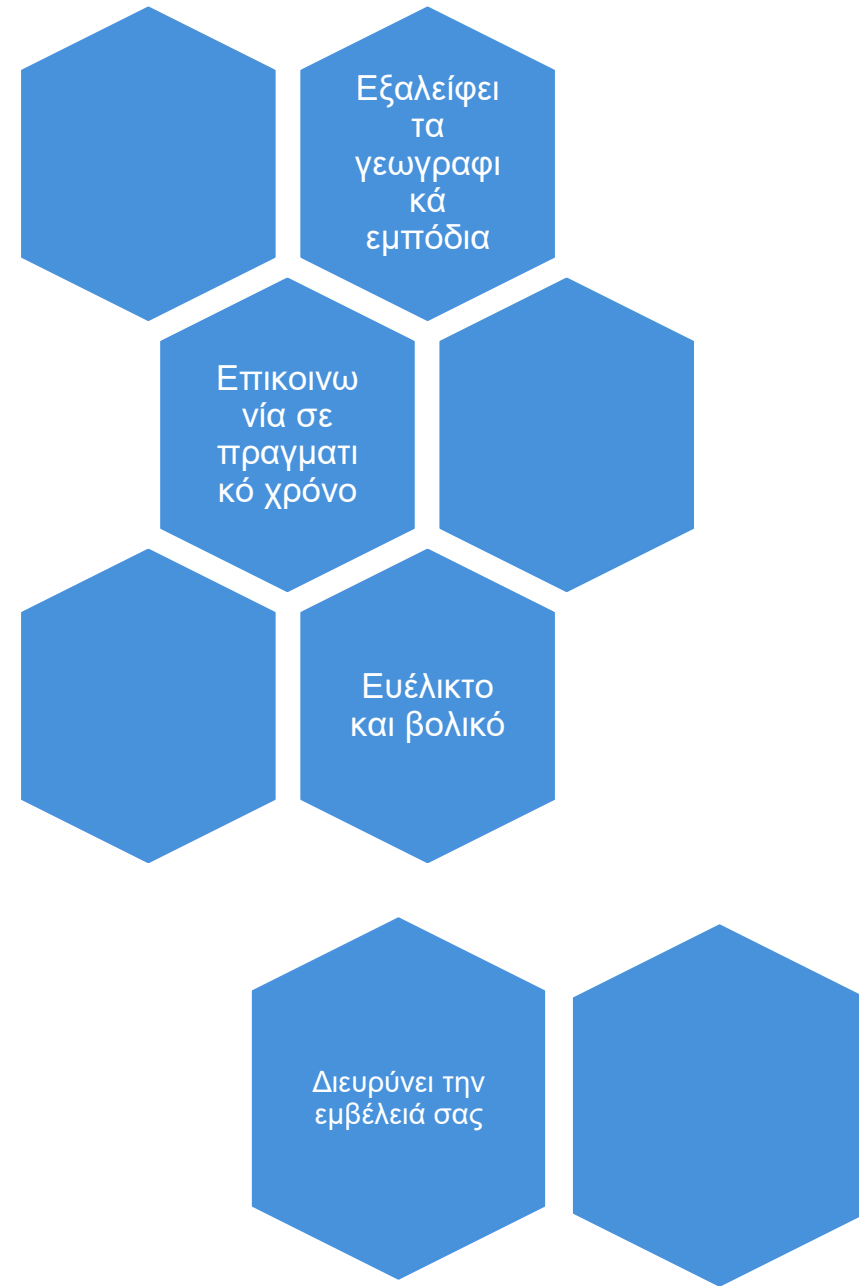 Εξαλείφει
τα
γεωγραφι
κά
εμπόδια
Επικοινω
νία σε
πραγματι
κό χρόνο
Ευέλικτο
και βολικό
Διευρύνει την
εμβέλειά σας